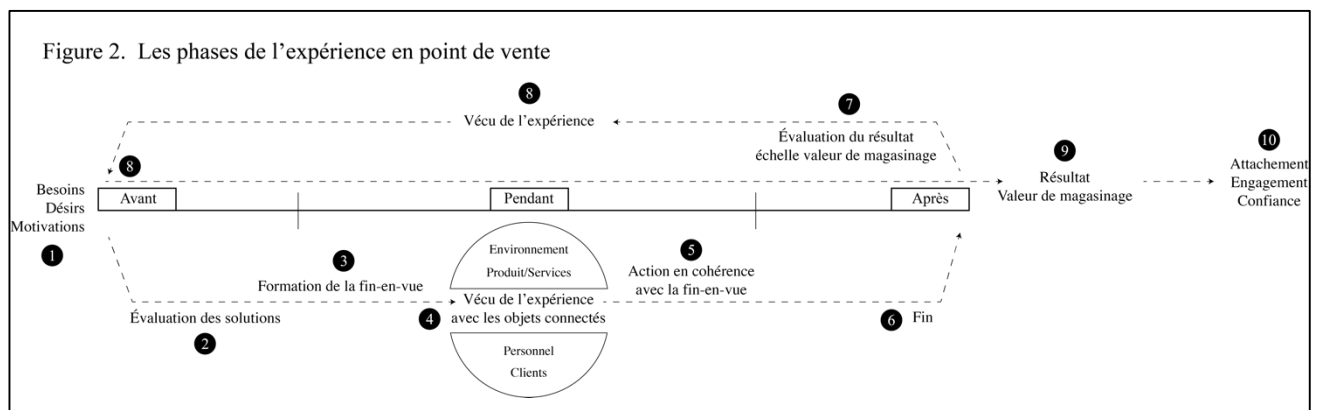 Figure 2. Les phases de l’expérience en point de vente
8
Vécu de l’expérience
7
Évaluation du résultat
échelle valeur de magasinage
8
9
Résultat
Valeur de magasinage
10
Attachement
Engagement
Confiance
Besoins
Désirs
Motivations
1
Avant
Pendant
Après
3
Formation de la fin-en-vue
Évaluation des solutions
2
Environnement
Produit/Services
4
Vécu de l’expérience
avec les objets connectés
Personnel
Clients
5
Action en cohérence
avec la fin-en-vue
6
Fin